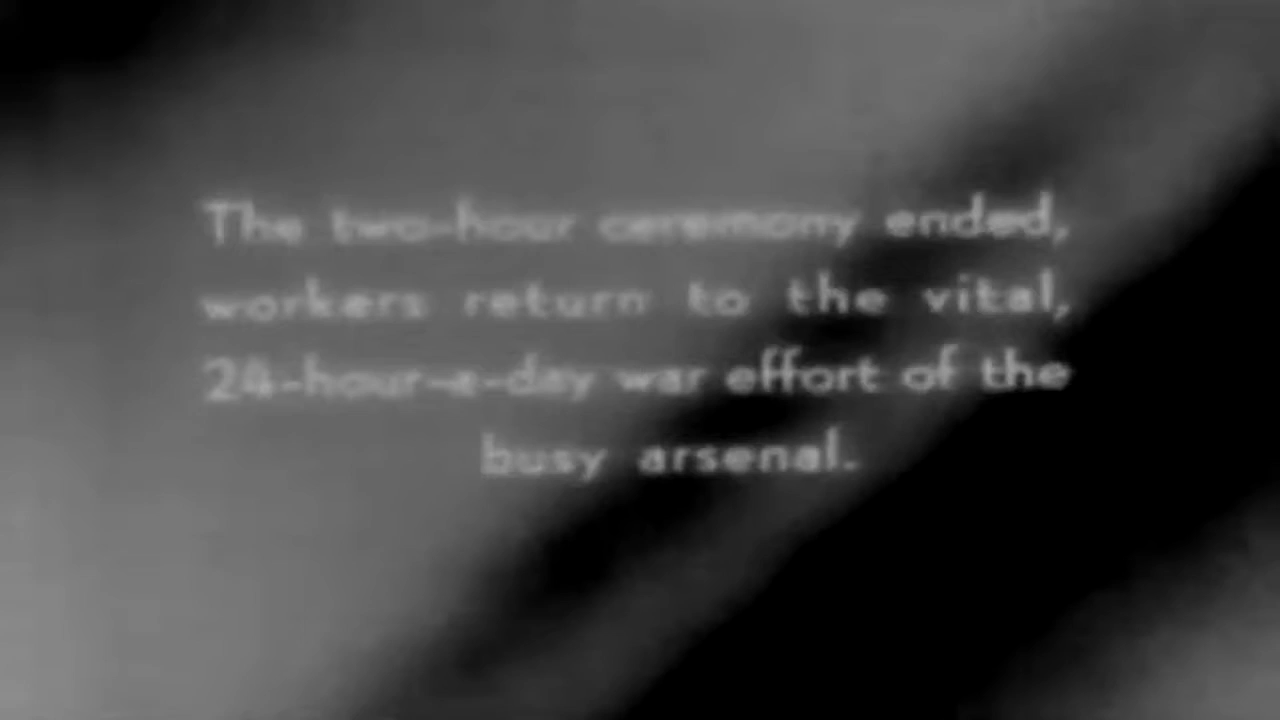 The two-hour ceremony ended,
workers return to the vital,
24-hour-a-day war effort of the
busy arsenal.